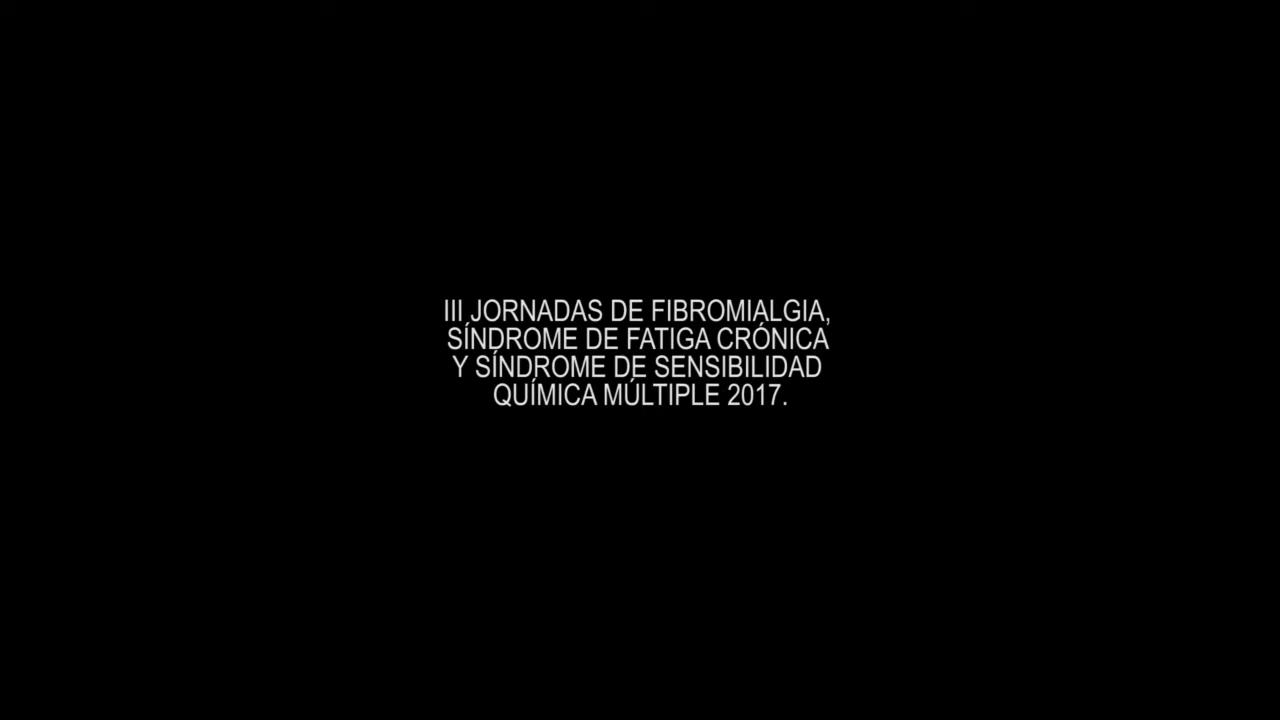 III JORNADAS DE FIBROMIALGIA,
SÍNDROME DE FATIGA CRÓNICA
Y SÍNDROME DE SENSIBILIDAD
QUÍMICA MÚLTIPLE 2017.